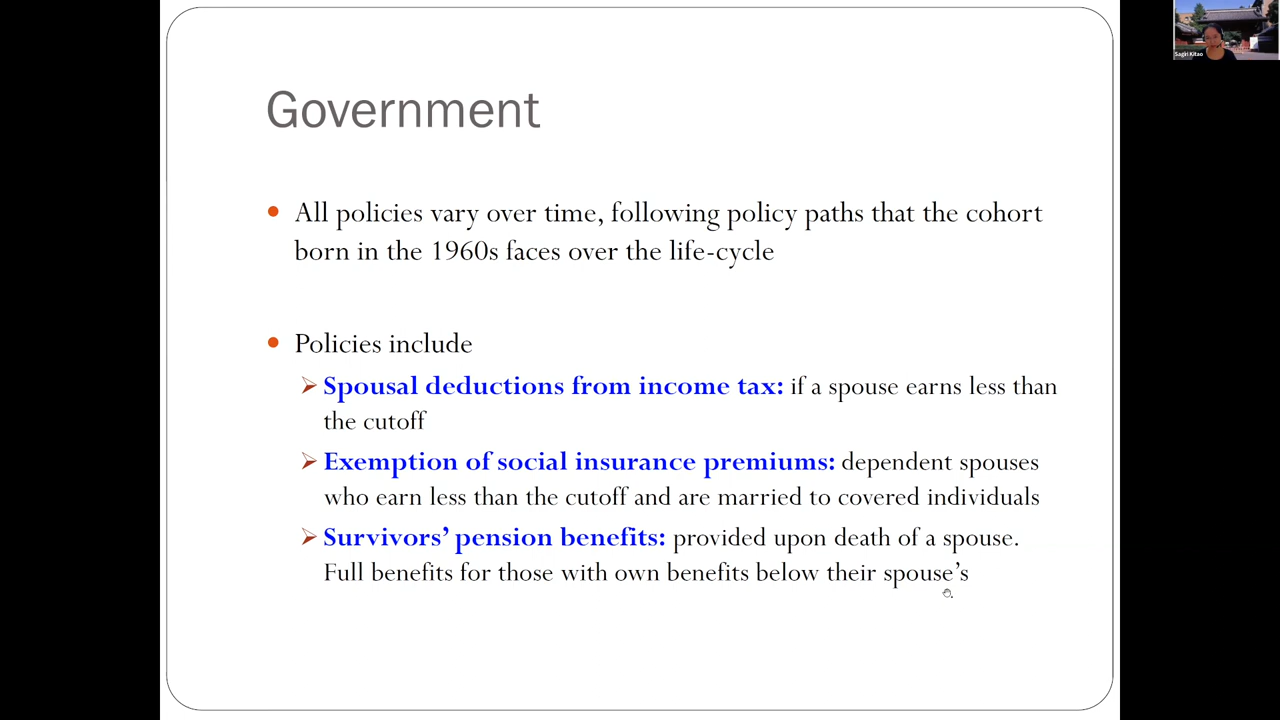 Sagiri Kitao
Government
All policies vary over time, following policy paths that the cohort
born in the 1960s faces over the life-cycle
Policies include
Spousal deductions from income tax: if a spouse earns less than
the cutoff
Exemption of social insurance premiums: dependent spouses
who earn less than the cutoff and are married to covered individuals
Survivors’ pension benefits: provided upon death of a spouse.
Full benefits for those with own benefits below their spouse’s